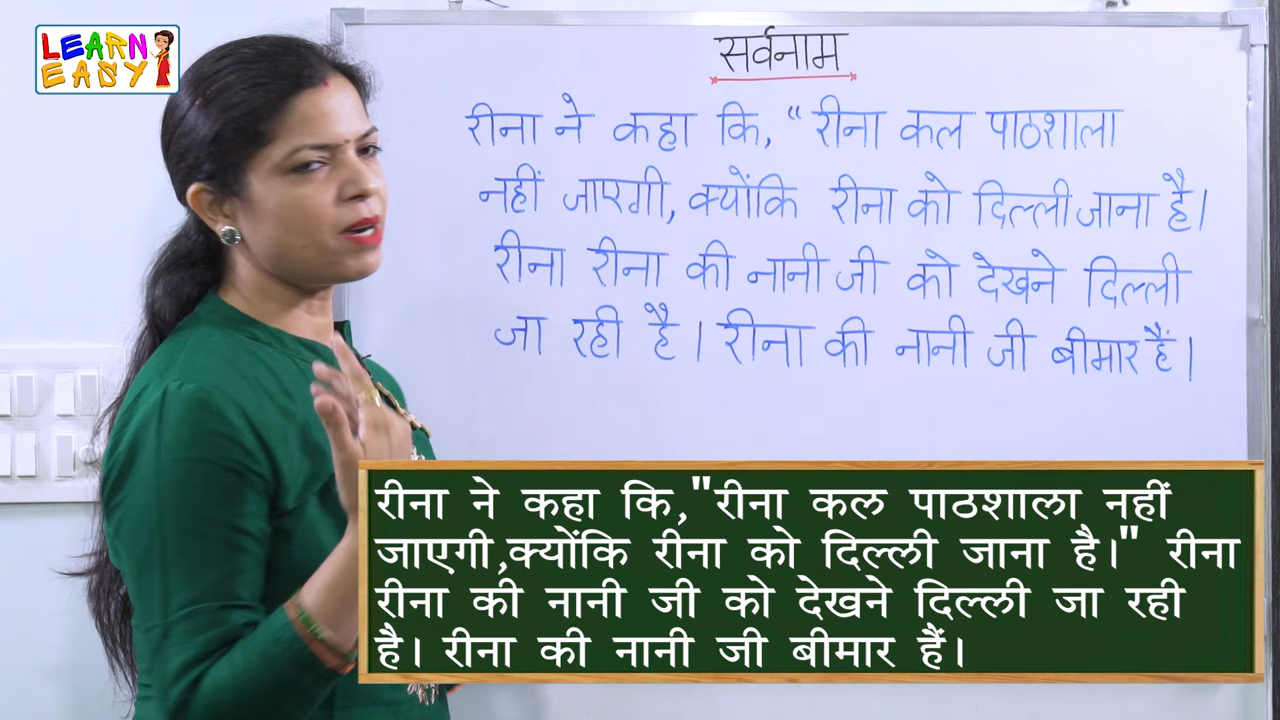 LEARN
EASY
सर्वनाम
रीना ने कहा कि, “रीना कल पाठशाला
नहीं जाएगी, क्योंकि रीना को दिल्ली जाना है।
रीना रीना की नानी जी को देखने दिल्ली
जा रही है। रीना की नानी जी बीमार हैं।
रीना ने कहा कि,"रीना कल पाठशाला नहीं
जाएगी,क्योंकि रीना को दिल्ली जाना है।" रीना
रीना की नानी जी को देखने दिल्ली जा रही
है। रीना की नानी जी बीमार हैं।